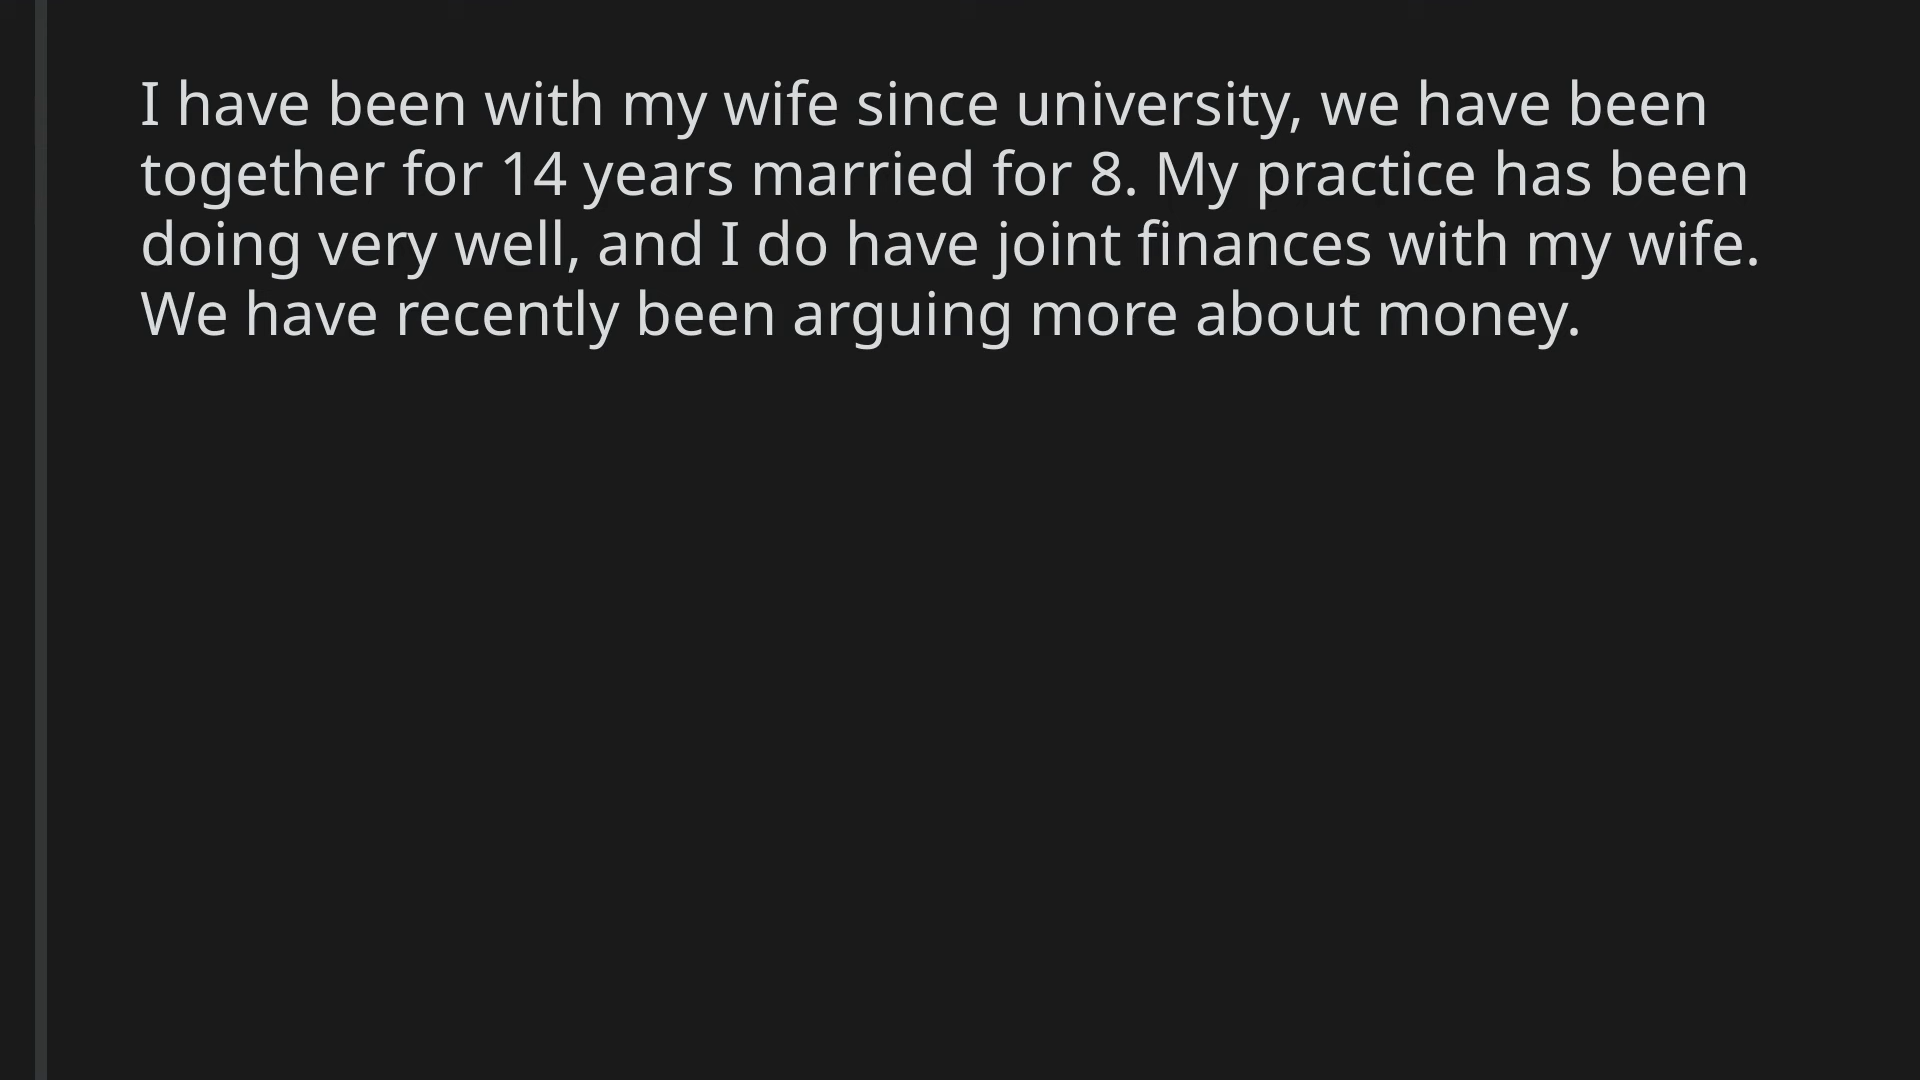 I have been with my wife since university, we have been
together for 14 years married for 8. My practice has been
doing very well, and I do have joint finances with my wife.
We have recently been arguing more about money.